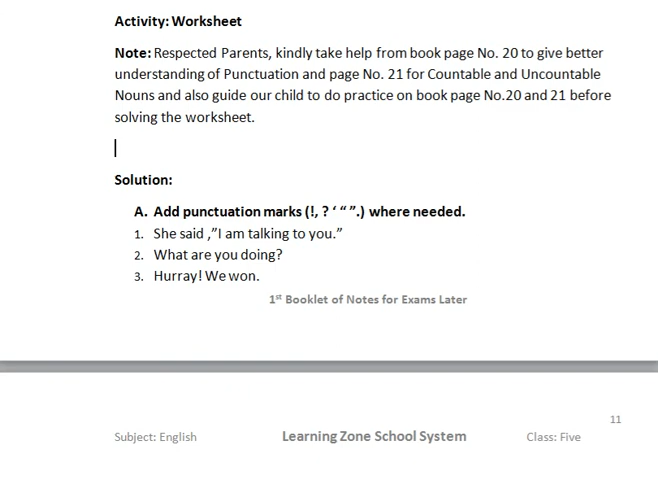 Activity: Worksheet
Note: Respected Parents, kindly take help from book page No. 20 to give better
understanding of Punctuation and page No. 21 for Countable and Uncountable
Nouns and also guide our child to do practice on book page No.20 and 21 before
solving the worksheet.
Solution:
A. Add punctuation marks (!, ? ‘ “ ”.) where needed.
1. She said ,”I am talking to you.”
2. What are you doing?
3. Hurray! We won.
1st Booklet of Notes for Exams Later
11
Subject: English Learning Zone School System Class: Five